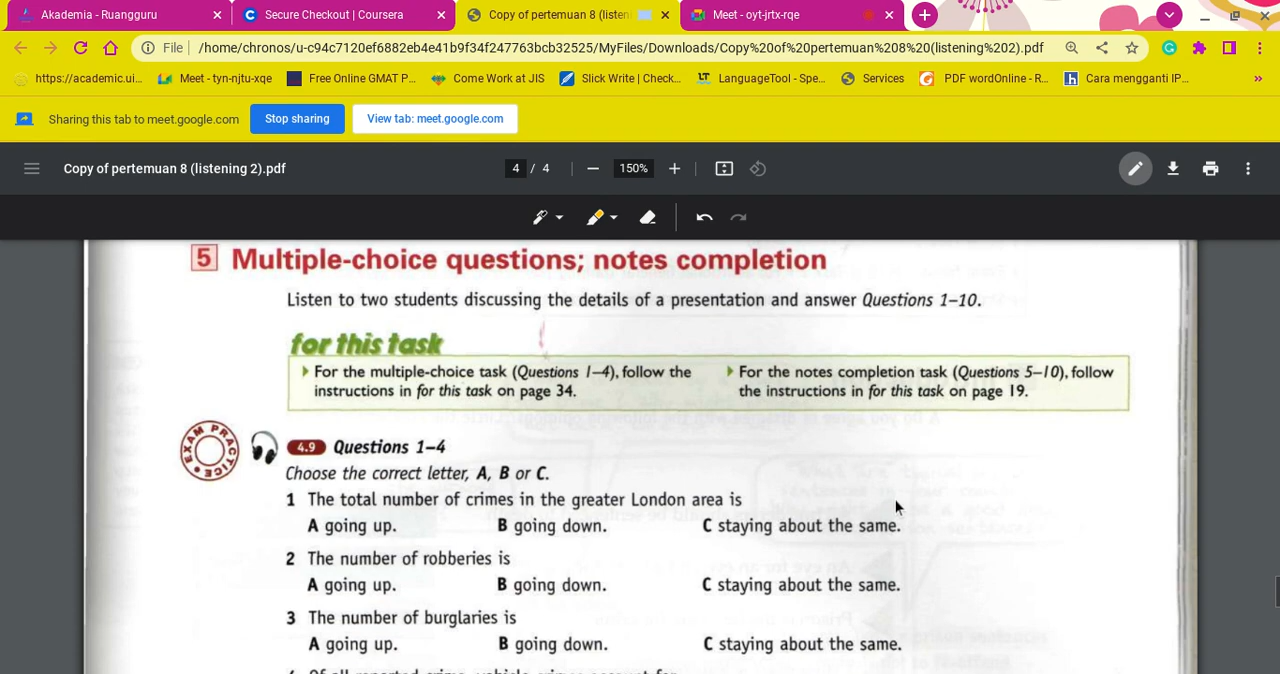 Akademia - Ruangguru
Secure Checkout | Coursera
Copy of pertemuan 8 (listen
Meet - oyt-jrtx-rqe
File
/home/chronos/u-c94c7120ef6882eb4e41b9f34f247763bcb32525/MyFiles/Downloads/Copy%20of%20pertemuan%208%20(listening%202).pdf
https://academic.ui...
Meet - tyn-njtu-xqe
Free Online GMAT P...
Come Work at JIS
Slick Write | Check...
LanguageTool - Spe...
Services
PDF wordOnline - R...
Cara mengganti IP...
Sharing this tab to meet.google.com
Stop sharing
View tab: meet.google.com
Copy of pertemuan 8 (listening 2).pdf
4 / 4
150%
5 Multiple-choice questions; notes completion
Listen to two students discussing the details of a presentation and answer Questions 1–10.
for this task
For the multiple-choice task (Questions 1–4), follow the
instructions in for this task on page 34.
For the notes completion task (Questions 5–10), follow
the instructions in for this task on page 19.
EXAM PRACTICE
4.9 Questions 1–4
Choose the correct letter, A, B or C.
1 The total number of crimes in the greater London area is
A going up. B going down. C staying about the same.
2 The number of robberies is
A going up. B going down. C staying about the same.
3 The number of burglaries is
A going up. B going down. C staying about the same.